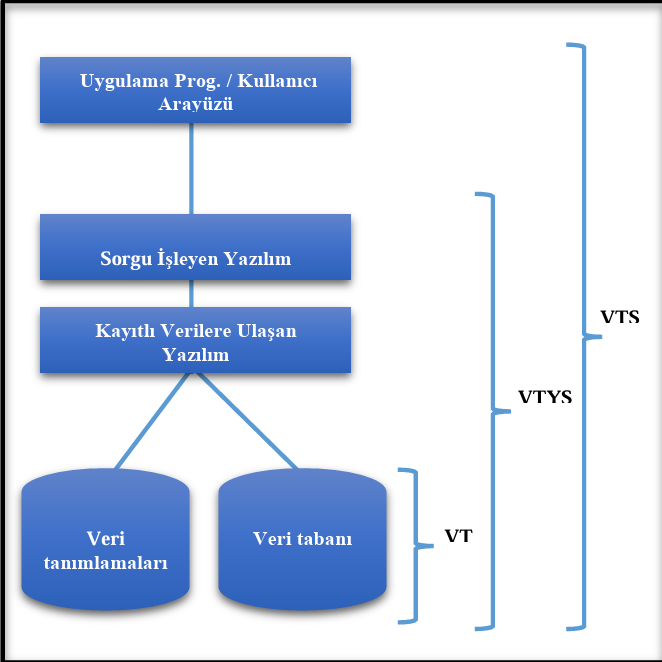 Uygulama Prog. / Kullanıcı
Arayüzü
Sorgu İşleyen Yazılım
Kayıtlı Verilere Ulaşan
Yazılım
VTS
VTYS
Veri
tanımlamaları
Veri tabanı
VT